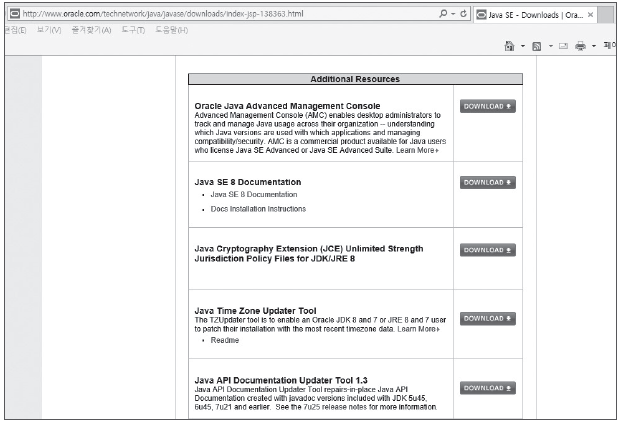 http://www.oracle.com/technetwork/java/javase/downloads/index-jsp-138363.html
Java SE - Downloads | Ora...
편집(E) 보기(V) 즐겨찾기(A) 도구(T) 도움말(H)
Additional Resources
Oracle Java Advanced Management Console
Advanced Management Console (AMC) enables desktop administrators to
track and manage Java usage across their organization -- understanding
which Java versions are used with which applications and managing
compatibility/security. AMC is a commercial product available for Java users
who license Java SE Advanced or Java SE Advanced Suite. Learn More
DOWNLOAD
Java SE 8 Documentation
• Java SE 8 Documentation
• Docs Installation Instructions
DOWNLOAD
Java Cryptography Extension (JCE) Unlimited Strength
Jurisdiction Policy Files for JDK/JRE 8
DOWNLOAD
Java Time Zone Updater Tool
The TZUpdater tool is to enable an Oracle JDK 8 and 7 or JRE 8 and 7 user
to patch their installation with the most recent timezone data. Learn More
• Readme
DOWNLOAD
Java API Documentation Updater Tool 1.3
Java API Documentation Updater Tool repairs-in-place Java API
Documentation created with javadoc versions included with JDK 5u45,
6u45, 7u21 and earlier. See the 7u25 release notes for more information.
DOWNLOAD